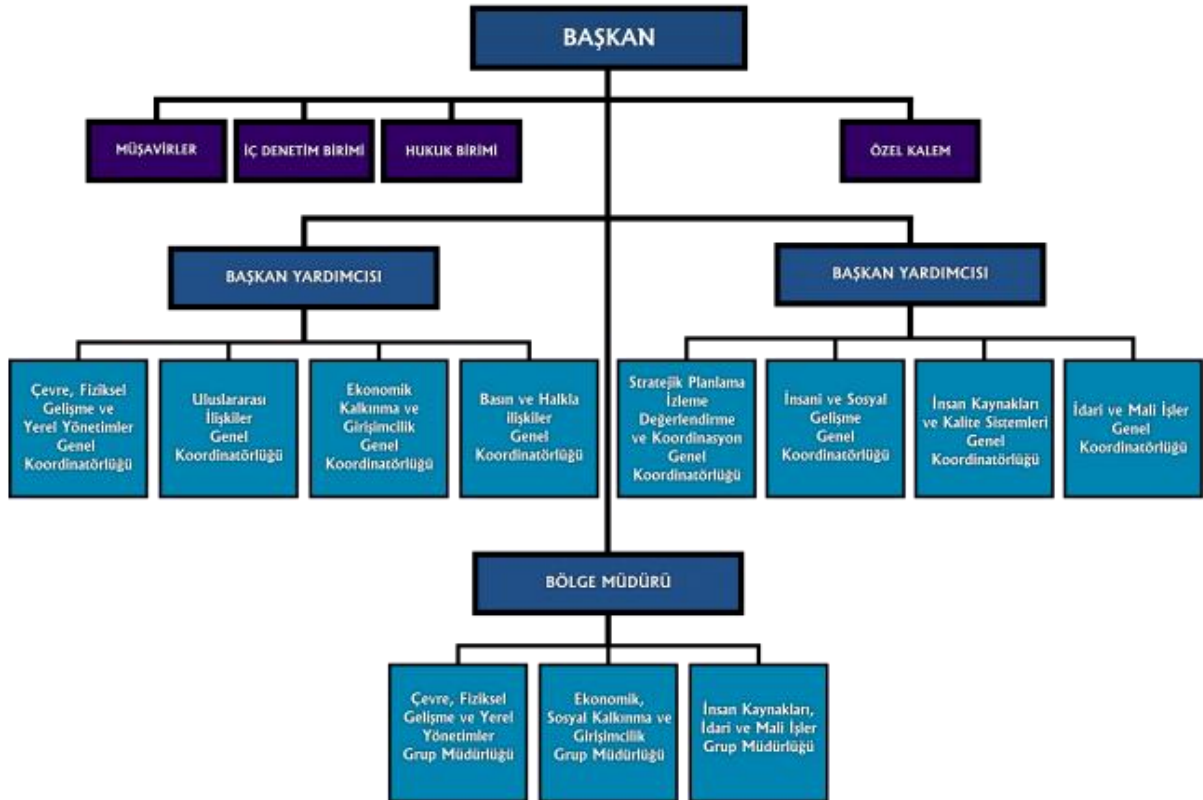 BAŞKAN
MÜŞAVİRLER
İÇ DENETİM BİRİMİ
HUKUK BİRİMİ
ÖZEL KALEM
BAŞKAN YARDIMCISI
BAŞKAN YARDIMCISI
Çevre, Fiziksel
Gelişme ve
Yerel Yönetimler
Genel
Koordinatörlüğü
Uluslararası
İlişkiler
Genel
Koordinatörlüğü
Ekonomik
Kalkınma ve
Girişimcilik
Genel
Koordinatörlüğü
Basın ve Halkla
ilişkiler
Genel
Koordinatörlüğü
Stratejik Planlama
İzleme
Değerlendirme
ve Koordinasyon
Genel
Koordinatörlüğü
İnsani ve Sosyal
Gelişme
Genel
Koordinatörlüğü
İnsan Kaynakları
ve Kalite Sistemleri
Genel
Koordinatörlüğü
İdari ve Mali İşler
Genel
Koordinatörlüğü
BÖLGE MÜDÜRÜ
Çevre, Fiziksel
Gelişme ve Yerel
Yönetimler
Grup Müdürlüğü
Ekonomik,
Sosyal Kalkınma ve
Girişimcilik
Grup Müdürlüğü
İnsan Kaynakları,
İdari ve Mali İşler
Grup Müdürlüğü